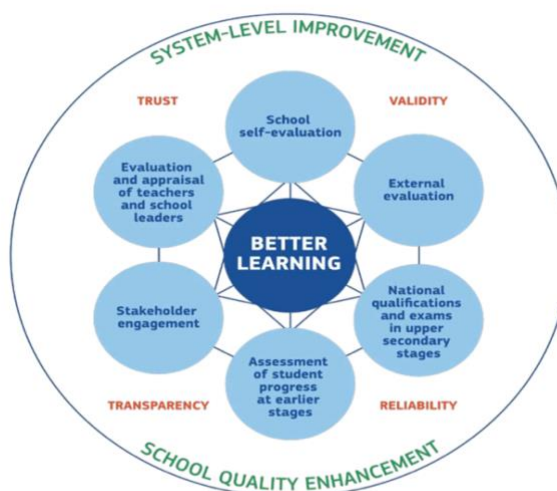 SYSTEM-LEVEL IMPROVEMENT
TRUST
VALIDITY
School
self-evaluation
Evaluation
and appraisal
of teachers
and school
leaders
External
evaluation
BETTER
LEARNING
Stakeholder
engagement
National
qualifications
and exams
in upper
secondary
stages
Assessment
of student
progress
at earlier
stages
TRANSPARENCY
RELIABILITY
SCHOOL QUALITY ENHANCEMENT